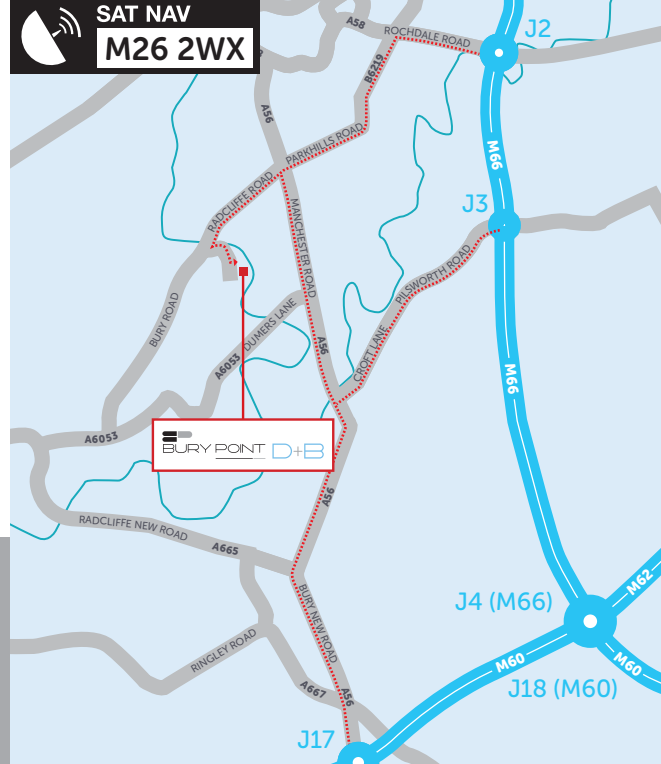 SAT NAV
M26 2WX
A58
ROCHDALE ROAD
J2
B6219
A56
M66
PARKHILLS ROAD
RADCLIFFE ROAD
MANCHESTER ROAD
J3
PILSWORTH ROAD
BURY ROAD
A6053 DUMERS LANE
A56
CROFT LANE
M66
A6053
BURY POINT D+B
A56
RADCLIFFE NEW ROAD
A665
J4 (M66)
M62
BURY NEW ROAD
RINGLEY ROAD
M60
M60
A667
A56
J18 (M60)
J17